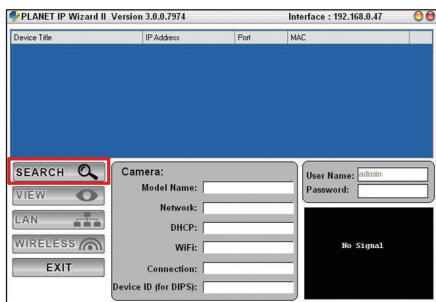 PLANET IP Wizard II Version 3.0.0.7974 Interface : 192.168.0.47
Device Title IP Address Port MAC
SEARCH
VIEW
LAN
WIRELESS
EXIT
Camera:
Model Name:
Network:
DHCP:
WiFi:
Connection:
Device ID (for DIPS):
User Name: admin
Password:
No Signal